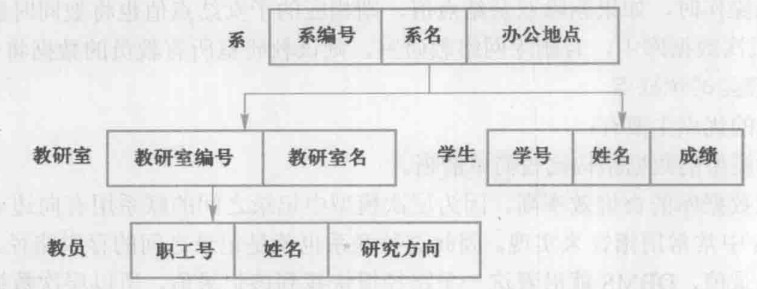 系 系编号 系名 办公地点
教研室 教研室编号 教研室名 学生 学号 姓名 成绩
教员 职工号 姓名 研究方向